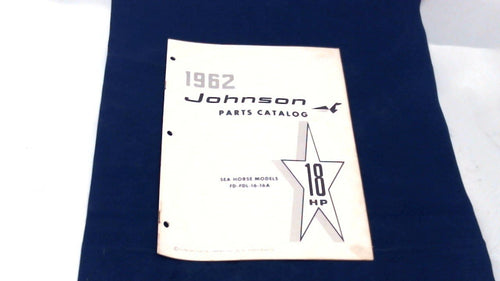 1962
Johnson
PARTS CATALOG
SEA HORSE MODELS
FD-FDL-16-16A
18
HP